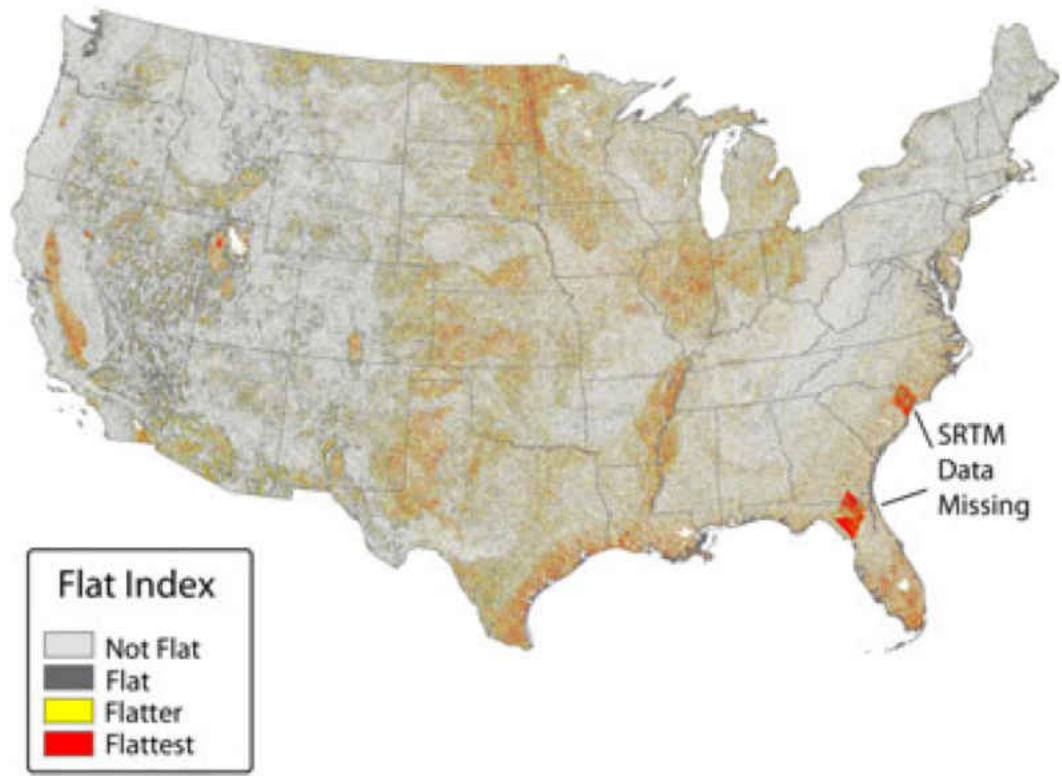 SRTM
Data
Missing
Flat Index
Not Flat
Flat
Flatter
Flattest